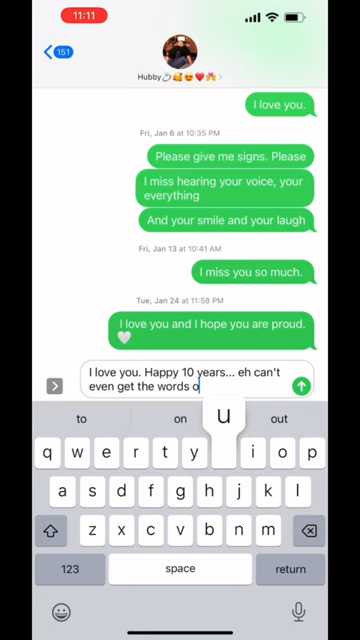 11:11
151
Hubby💍🥰😍❤️💏
I love you.
Fri, Jan 6 at 10:35 PM
Please give me signs. Please
I miss hearing your voice, your
everything
And your smile and your laugh
Fri, Jan 13 at 10:41 AM
I miss you so much.
Tue, Jan 24 at 11:58 PM
I love you and I hope you are proud.
🤍
I love you. Happy 10 years... eh can't
even get the words o
to on out
u
q w e r t y i o p
a s d f g h j k l
z x c v b n m
123 space return